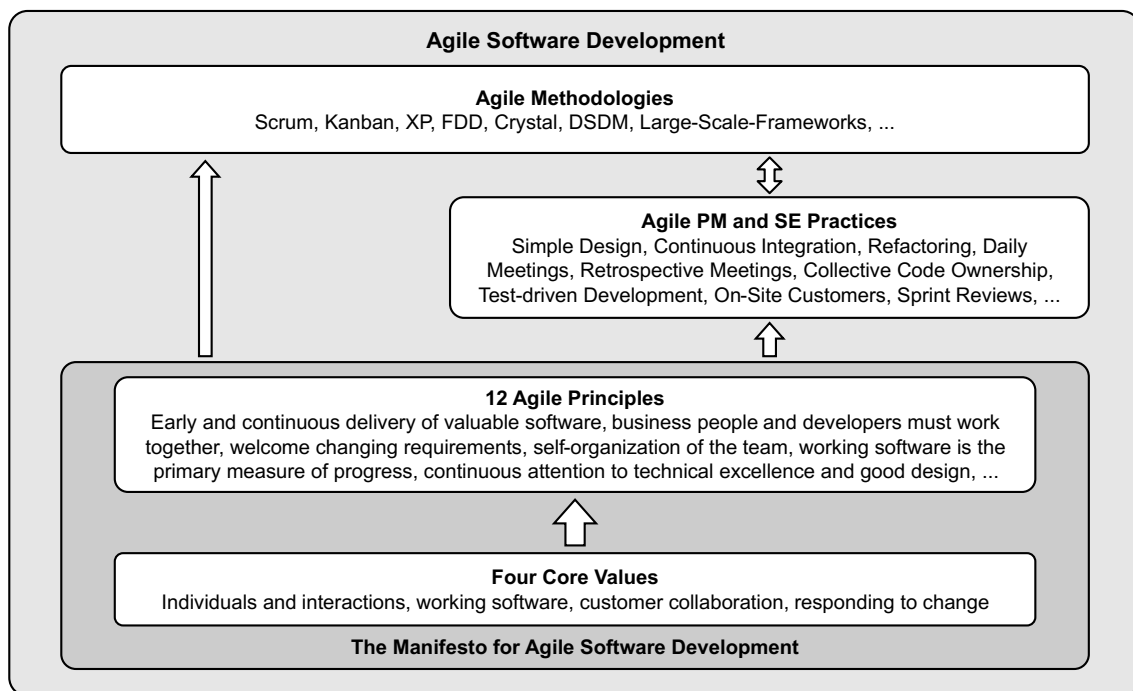 Agile Software Development
Agile Methodologies
Scrum, Kanban, XP, FDD, Crystal, DSDM, Large-Scale-Frameworks, ...
Agile PM and SE Practices
Simple Design, Continuous Integration, Refactoring, Daily
Meetings, Retrospective Meetings, Collective Code Ownership,
Test-driven Development, On-Site Customers, Sprint Reviews, ...
12 Agile Principles
Early and continuous delivery of valuable software, business people and developers must work
together, welcome changing requirements, self-organization of the team, working software is the
primary measure of progress, continuous attention to technical excellence and good design, ...
Four Core Values
Individuals and interactions, working software, customer collaboration, responding to change
The Manifesto for Agile Software Development